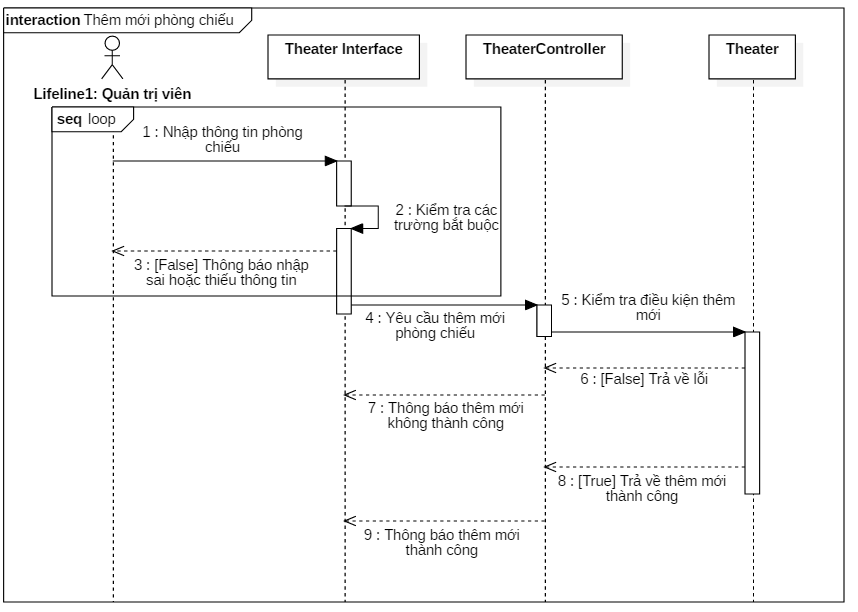 interaction Thêm mới phòng chiếu
Theater Interface
TheaterController
Theater
Lifeline1: Quản trị viên
seq loop
1 : Nhập thông tin phòng
chiếu
2 : Kiểm tra các
trường bắt buộc
3 : [False] Thông báo nhập
sai hoặc thiếu thông tin
4 : Yêu cầu thêm mới
phòng chiếu
5 : Kiểm tra điều kiện thêm
mới
6 : [False] Trả về lỗi
7 : Thông báo thêm mới
không thành công
8 : [True] Trả về thêm mới
thành công
9 : Thông báo thêm mới
thành công